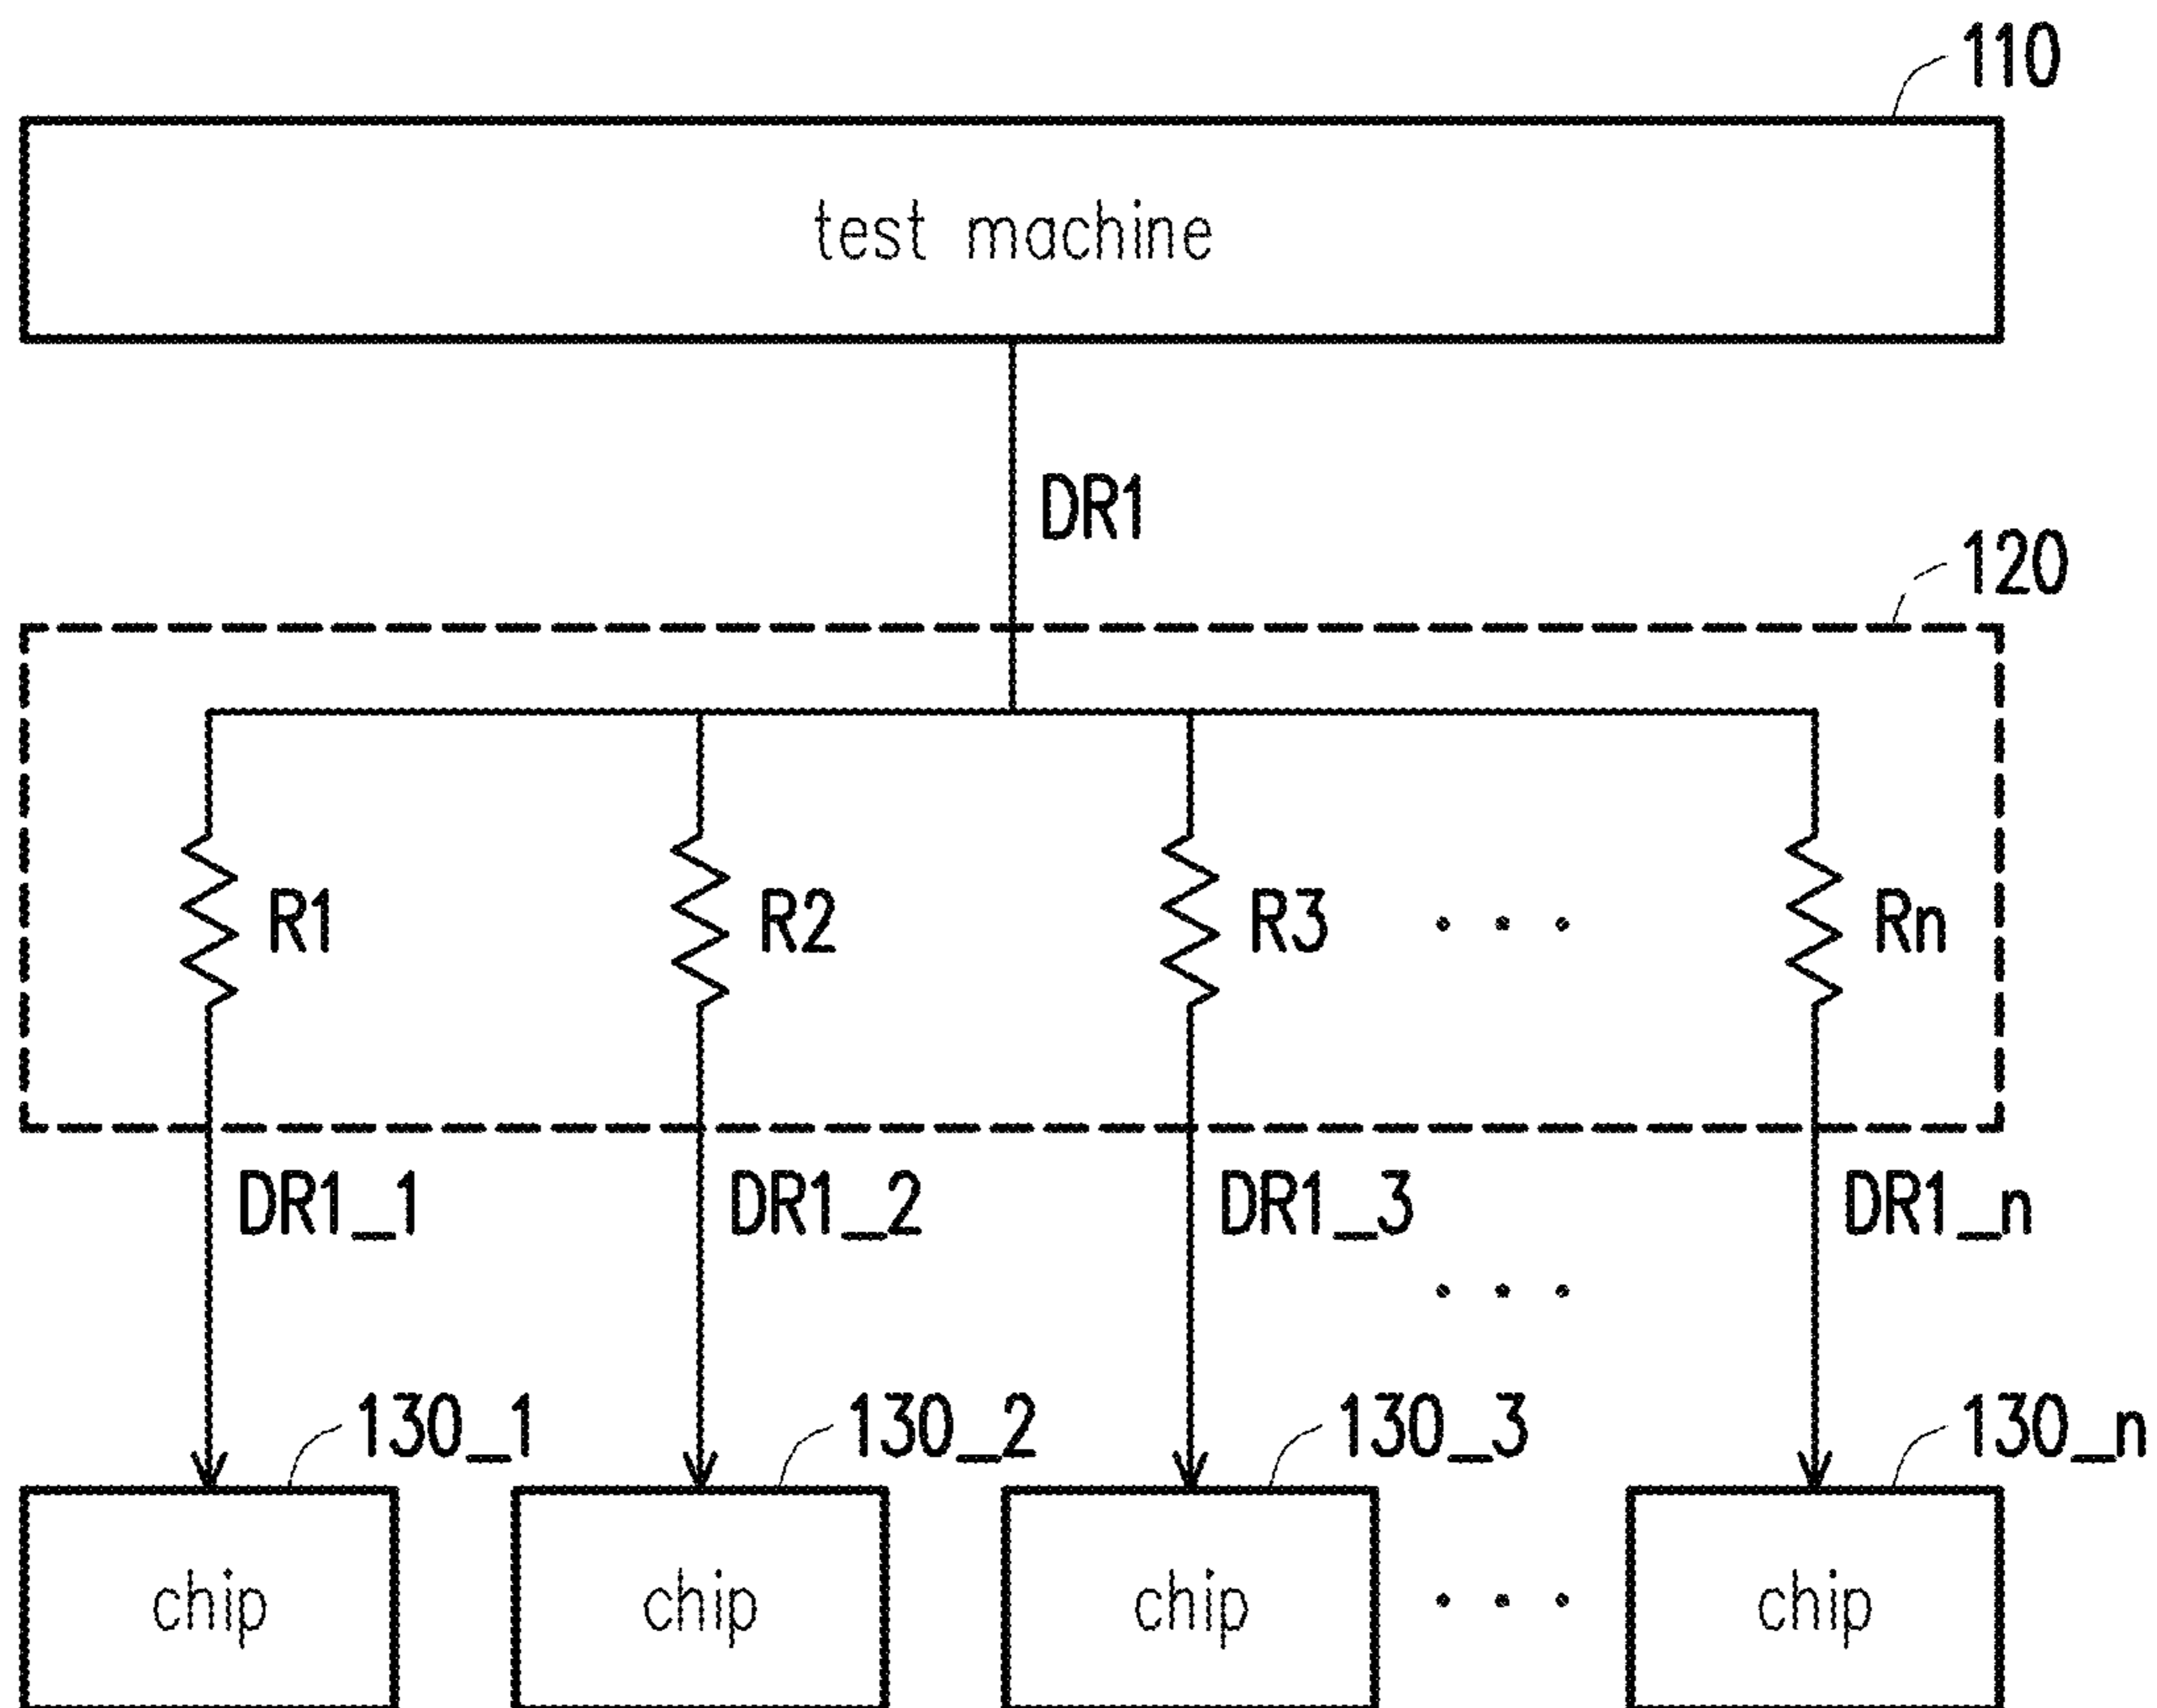 110
test machine
DR1
120
R1 R2 R3 . . . Rn
DR1_1 DR1_2 DR1_3 DR1_n
. . .
130_1 130_2 130_3 130_n
chip chip chip . . . chip